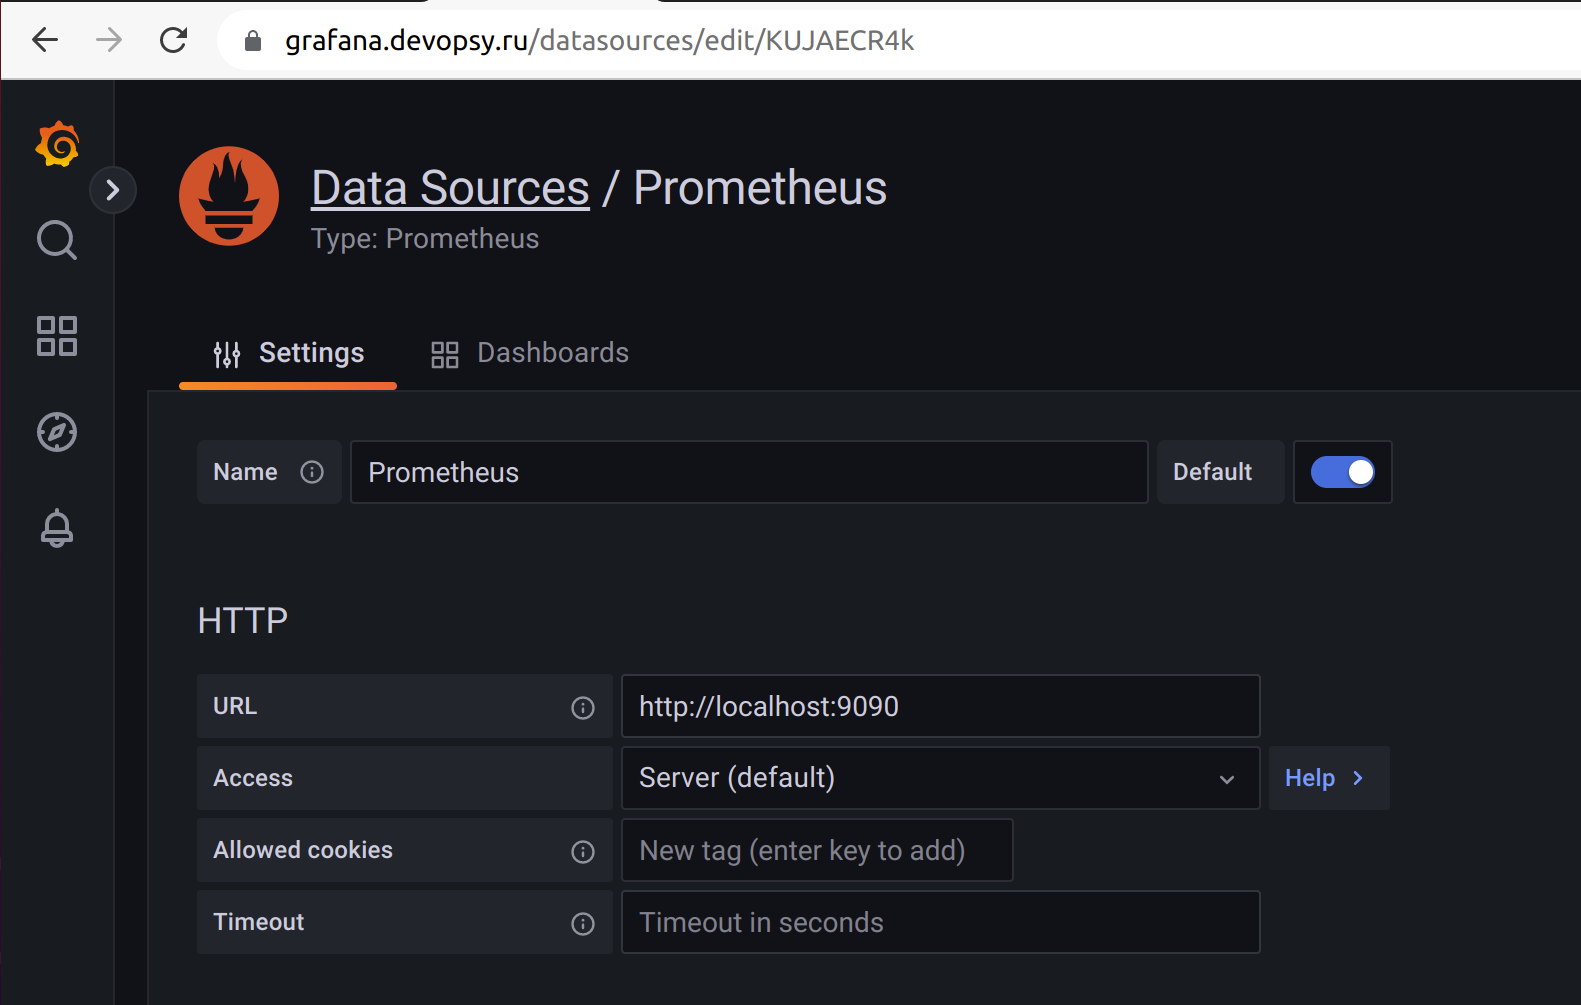 grafana.devopsy.ru/datasources/edit/KUJAECR4k
Data Sources / Prometheus
Type: Prometheus
Settings Dashboards
Name Prometheus Default
HTTP
URL http://localhost:9090
Access Server (default) Help
Allowed cookies New tag (enter key to add)
Timeout Timeout in seconds